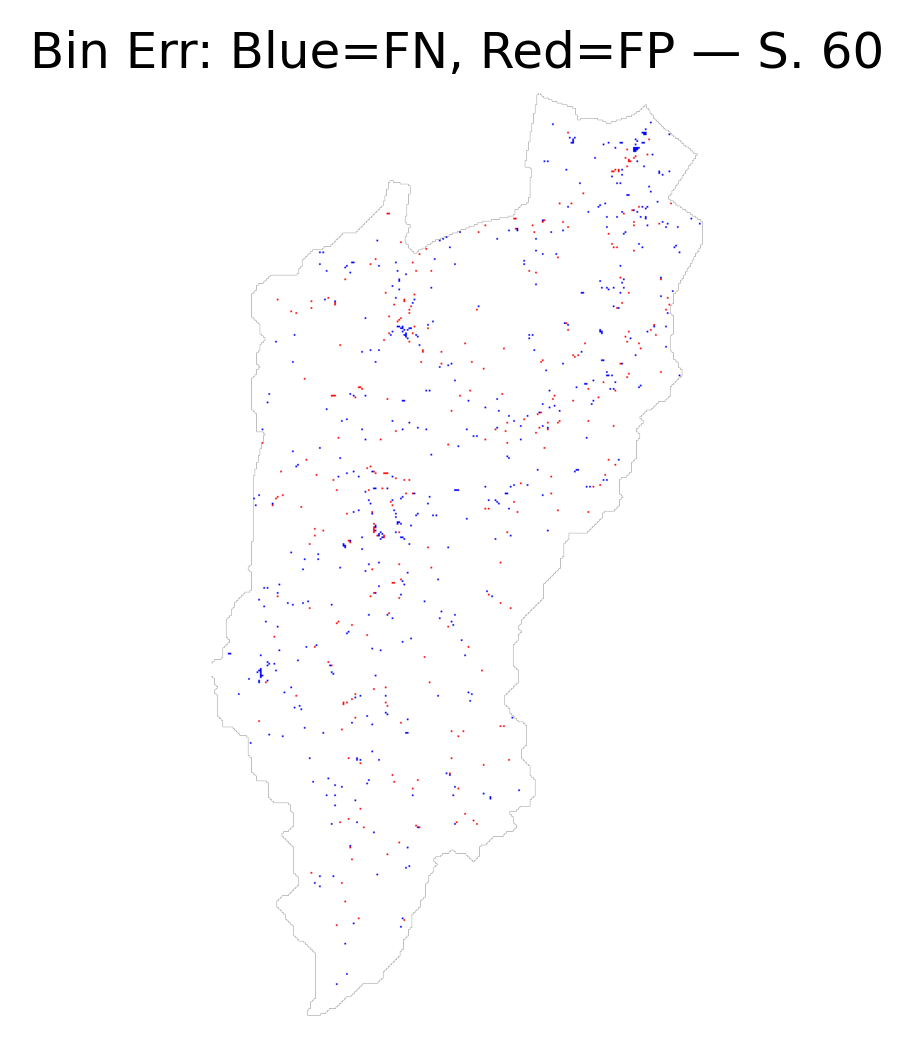 Bin Err: Blue=FN, Red=FP — S. 60